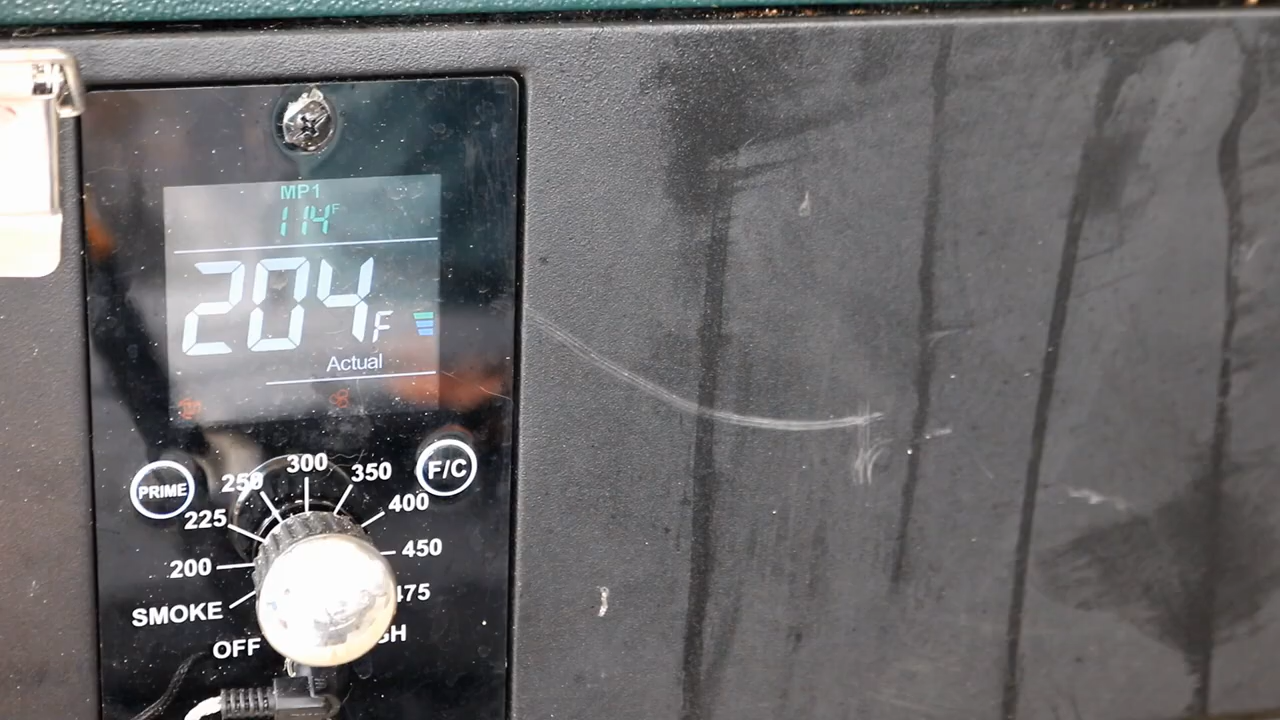 MP1
114F
204F
Actual
PRIME
F/C
SMOKE
200
225
250
300
350
400
450
475
OFF